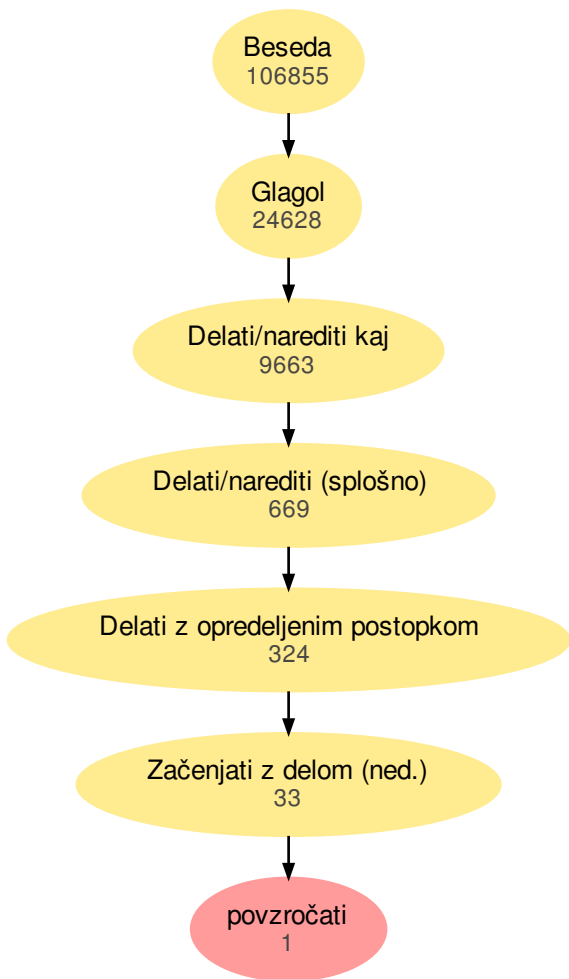 Beseda
106855
Glagol
24628
Delati/narediti kaj
9663
Delati/narediti (splošno)
669
Delati z opredeljenim postopkom
324
Začenjati z delom (ned.)
33
povzročati
1